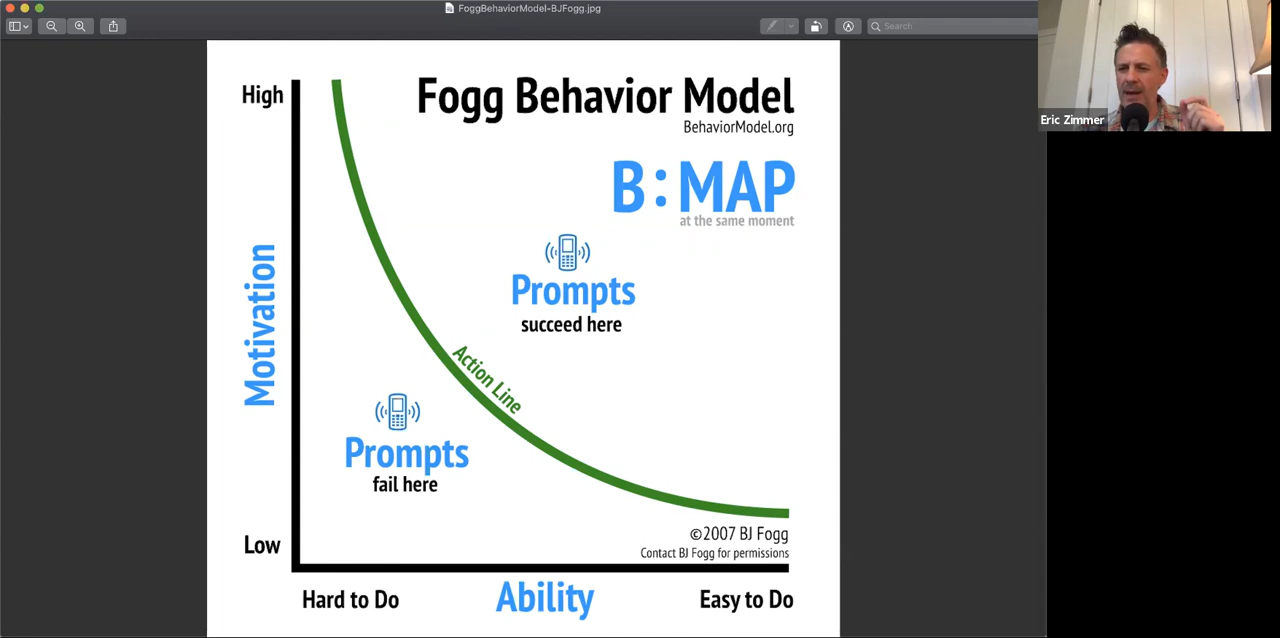 FoggBehaviorModel-BJFogg.jpg
Search
Eric Zimmer
High
Fogg Behavior Model
BehaviorModel.org
B:MAP
at the same moment
Motivation
Prompts
succeed here
Action Line
Prompts
fail here
Low
©2007 BJ Fogg
Contact BJ Fogg for permissions
Hard to Do
Ability
Easy to Do